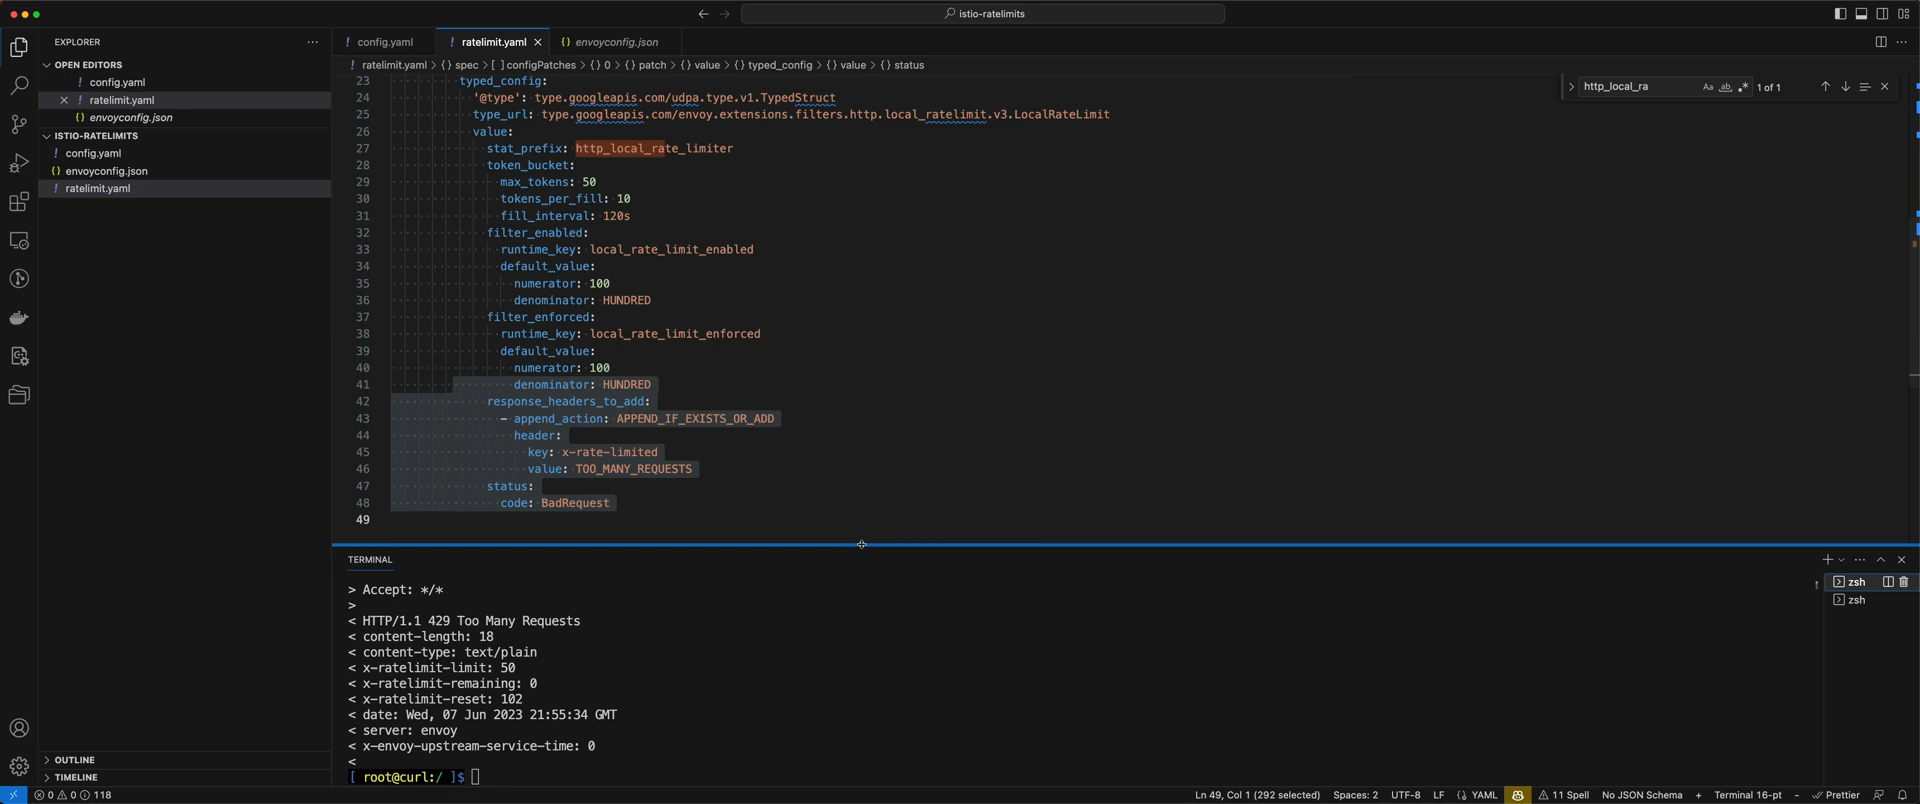 istio-ratelimits
EXPLORER
config.yaml
ratelimit.yaml
{} envoyconfig.json
OPEN EDITORS
config.yaml
ratelimit.yaml
{} envoyconfig.json
ISTIO-RATELIMITS
config.yaml
{} envoyconfig.json
ratelimit.yaml
OUTLINE
TIMELINE
! ratelimit.yaml > {} spec > [ ] configPatches > {} 0 > {} patch > {} value > {} typed_config > {} value > {} status
http_local_ra
Aa ab .* 1 of 1
23 typed_config:
24 '@type': type.googleapis.com/udpa.type.v1.TypedStruct
25 type_url: type.googleapis.com/envoy.extensions.filters.http.local_ratelimit.v3.LocalRateLimit
26 value:
27 stat_prefix: http_local_rate_limiter
28 token_bucket:
29 max_tokens: 50
30 tokens_per_fill: 10
31 fill_interval: 120s
32 filter_enabled:
33 runtime_key: local_rate_limit_enabled
34 default_value:
35 numerator: 100
36 denominator: HUNDRED
37 filter_enforced:
38 runtime_key: local_rate_limit_enforced
39 default_value:
40 numerator: 100
41 denominator: HUNDRED
42 response_headers_to_add:
43 - append_action: APPEND_IF_EXISTS_OR_ADD
44 header:
45 key: x-rate-limited
46 value: TOO_MANY_REQUESTS
47 status:
48 code: BadRequest
49
TERMINAL
zsh
zsh
> Accept: */*
>
< HTTP/1.1 429 Too Many Requests
< content-length: 18
< content-type: text/plain
< x-ratelimit-limit: 50
< x-ratelimit-remaining: 0
< x-ratelimit-reset: 102
< date: Wed, 07 Jun 2023 21:55:34 GMT
< server: envoy
< x-envoy-upstream-service-time: 0
<
[ root@curl:/ ]$
0 0 118
Ln 49, Col 1 (292 selected) Spaces: 2 UTF-8 LF {} YAML 11 Spell No JSON Schema + Terminal 16-pt - Prettier